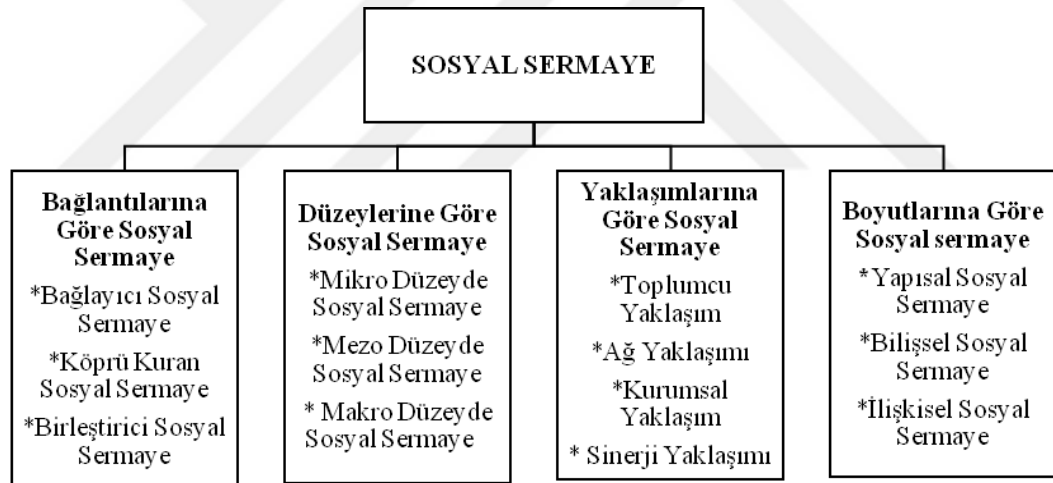 SOSYAL SERMAYE
Bağlantılarına
Göre Sosyal
Sermaye
*Bağlayıcı Sosyal
Sermaye
*Köprü Kuran
Sosyal Sermaye
*Birleştirici Sosyal
Sermaye
Düzeylerine Göre
Sosyal Sermaye
*Mikro Düzeyde
Sosyal Sermaye
*Mezo Düzeyde
Sosyal Sermaye
* Makro Düzeyde
Sosyal Sermaye
Yaklaşımlarına
Göre Sosyal
Sermaye
*Toplumcu
Yaklaşım
*Ağ Yaklaşımı
*Kurumsal
Yaklaşım
* Sinerji Yaklaşımı
Boyutlarına Göre
Sosyal sermaye
*Yapısal Sosyal
Sermaye
*Bilişsel Sosyal
Sermaye
*İlişkisel Sosyal
Sermaye